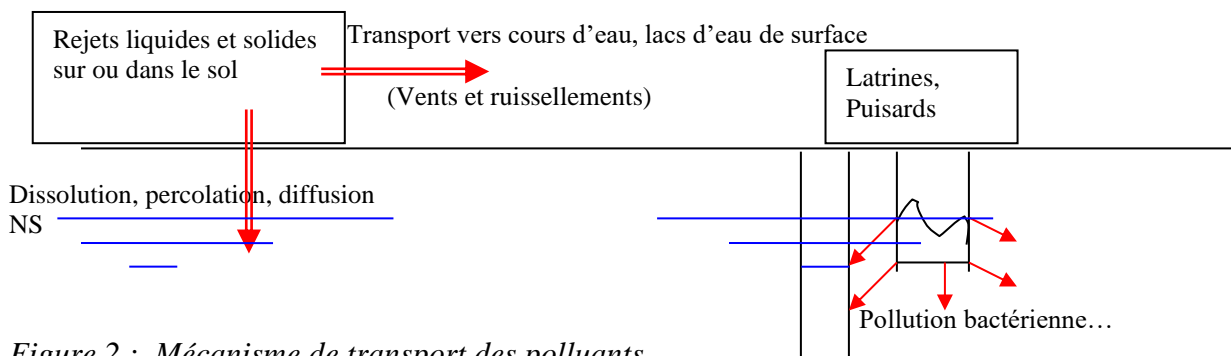 Rejets liquides et solides
sur ou dans le sol
Transport vers cours d'eau, lacs d'eau de surface
(Vents et ruissellements)
Latrines,
Puisards
Dissolution, percolation, diffusion
NS
Pollution bactérienne…
Figure 2 : Mécanisme de transport des polluants